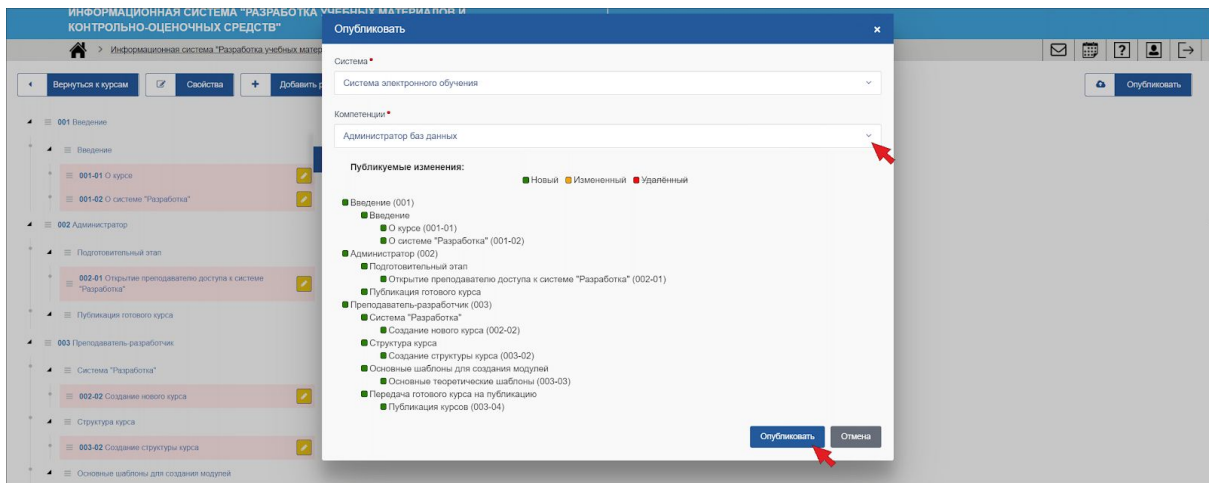 ИНФОРМАЦИОННАЯ СИСТЕМА "РАЗРАБОТКА УЧЕБНЫХ МАТЕРИАЛОВ И
КОНТРОЛЬНО-ОЦЕНОЧНЫХ СРЕДСТВ"
> Информационная система "Разработка учебных матер
Вернуться к курсам
Свойства
+ Добавить р
Опубликовать
001 Введение
Введение
001-01 О курсе
001-02 О системе "Разработка"
002 Администратор
Подготовительный этап
002-01 Открытие преподавателю доступа к системе
"Разработка"
Публикация готового курса
003 Преподаватель-разработчик
Система "Разработка"
002-02 Создание нового курса
Структура курса
003-02 Создание структуры курса
Основные шаблоны для создания модулей
Опубликовать ×
Система *
Система электронного обучения
Компетенции *
Администратор баз данных
Публикуемые изменения:
Новый Измененный Удалённый
Введение (001)
Введение
О курсе (001-01)
О системе "Разработка" (001-02)
Администратор (002)
Подготовительный этап
Открытие преподавателю доступа к системе "Разработка" (002-01)
Публикация готового курса
Преподаватель-разработчик (003)
Система "Разработка"
Создание нового курса (002-02)
Структура курса
Создание структуры курса (003-02)
Основные шаблоны для создания модулей
Основные теоретические шаблоны (003-03)
Передача готового курса на публикацию
Публикация курсов (003-04)
Опубликовать Отмена